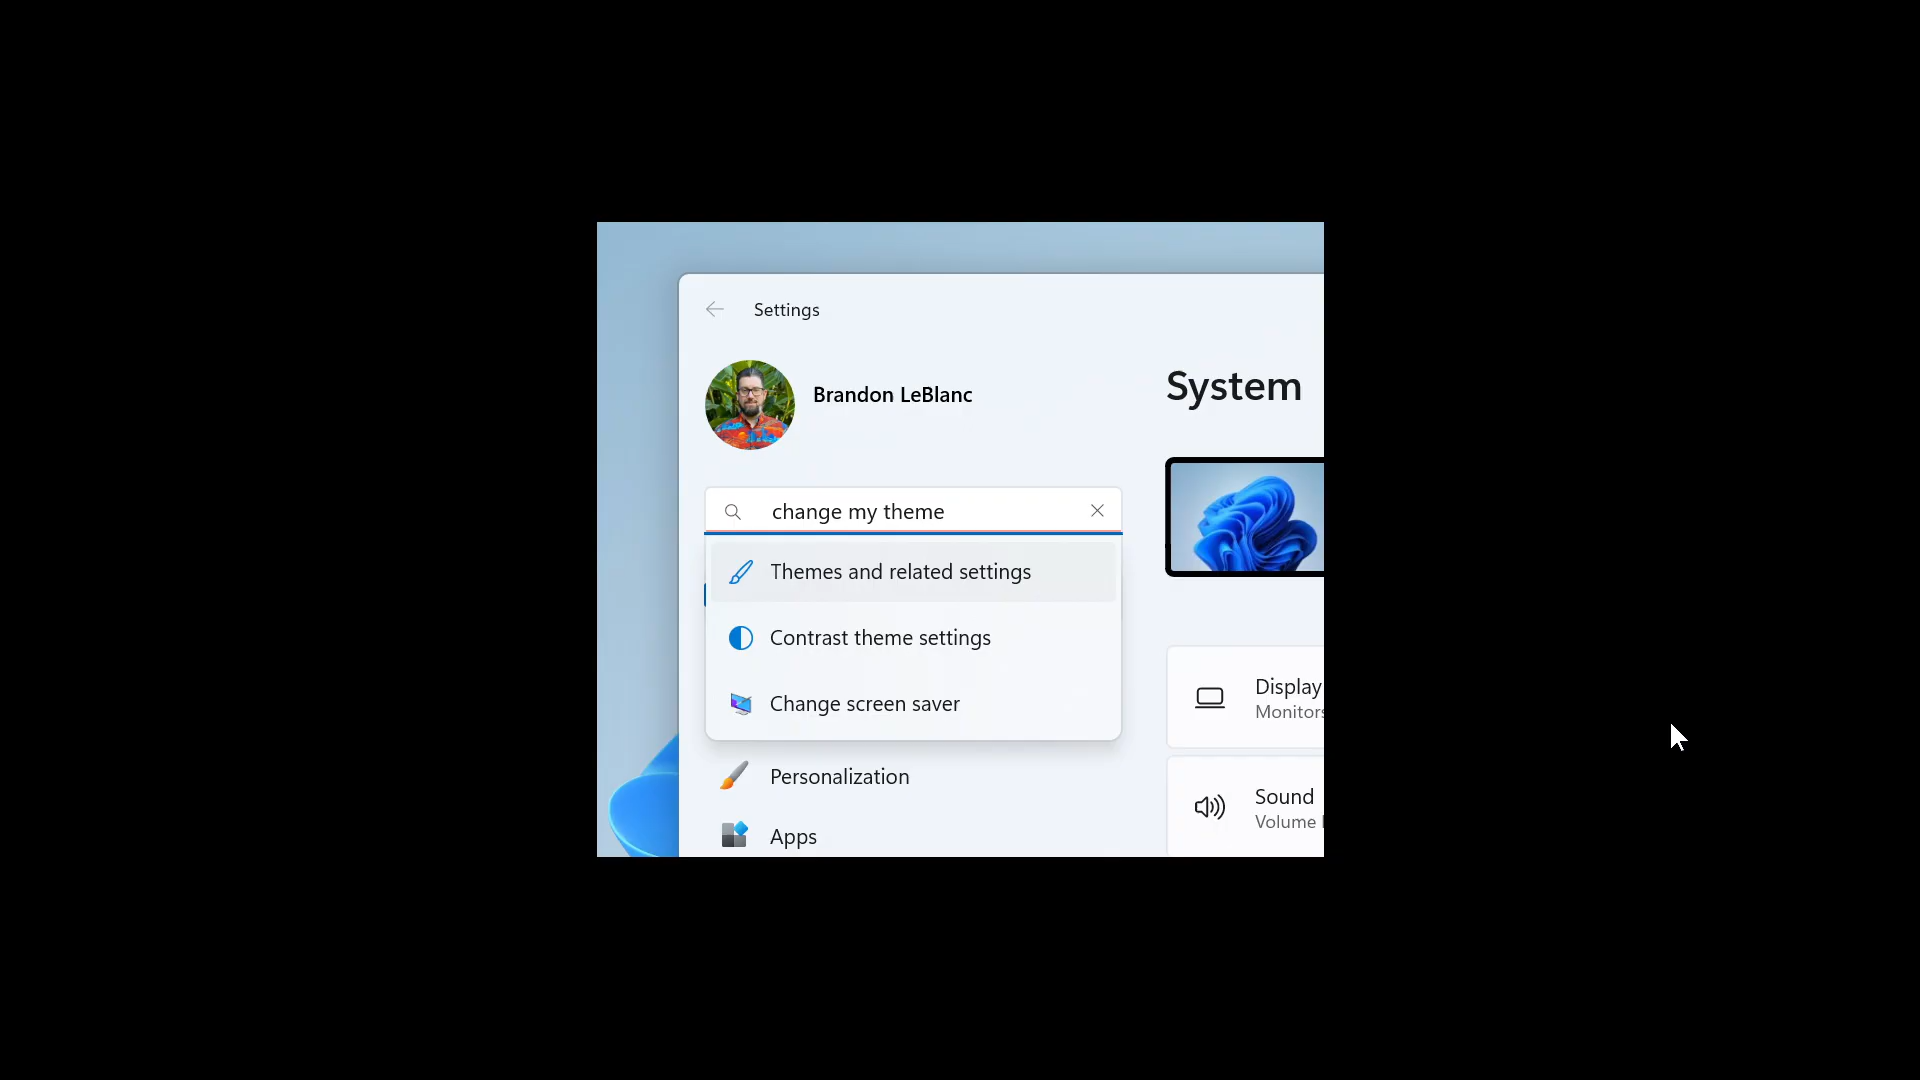 Settings
Brandon LeBlanc
System
change my theme
Themes and related settings
Contrast theme settings
Change screen saver
Personalization
Apps
Display
Monitors
Sound
Volume